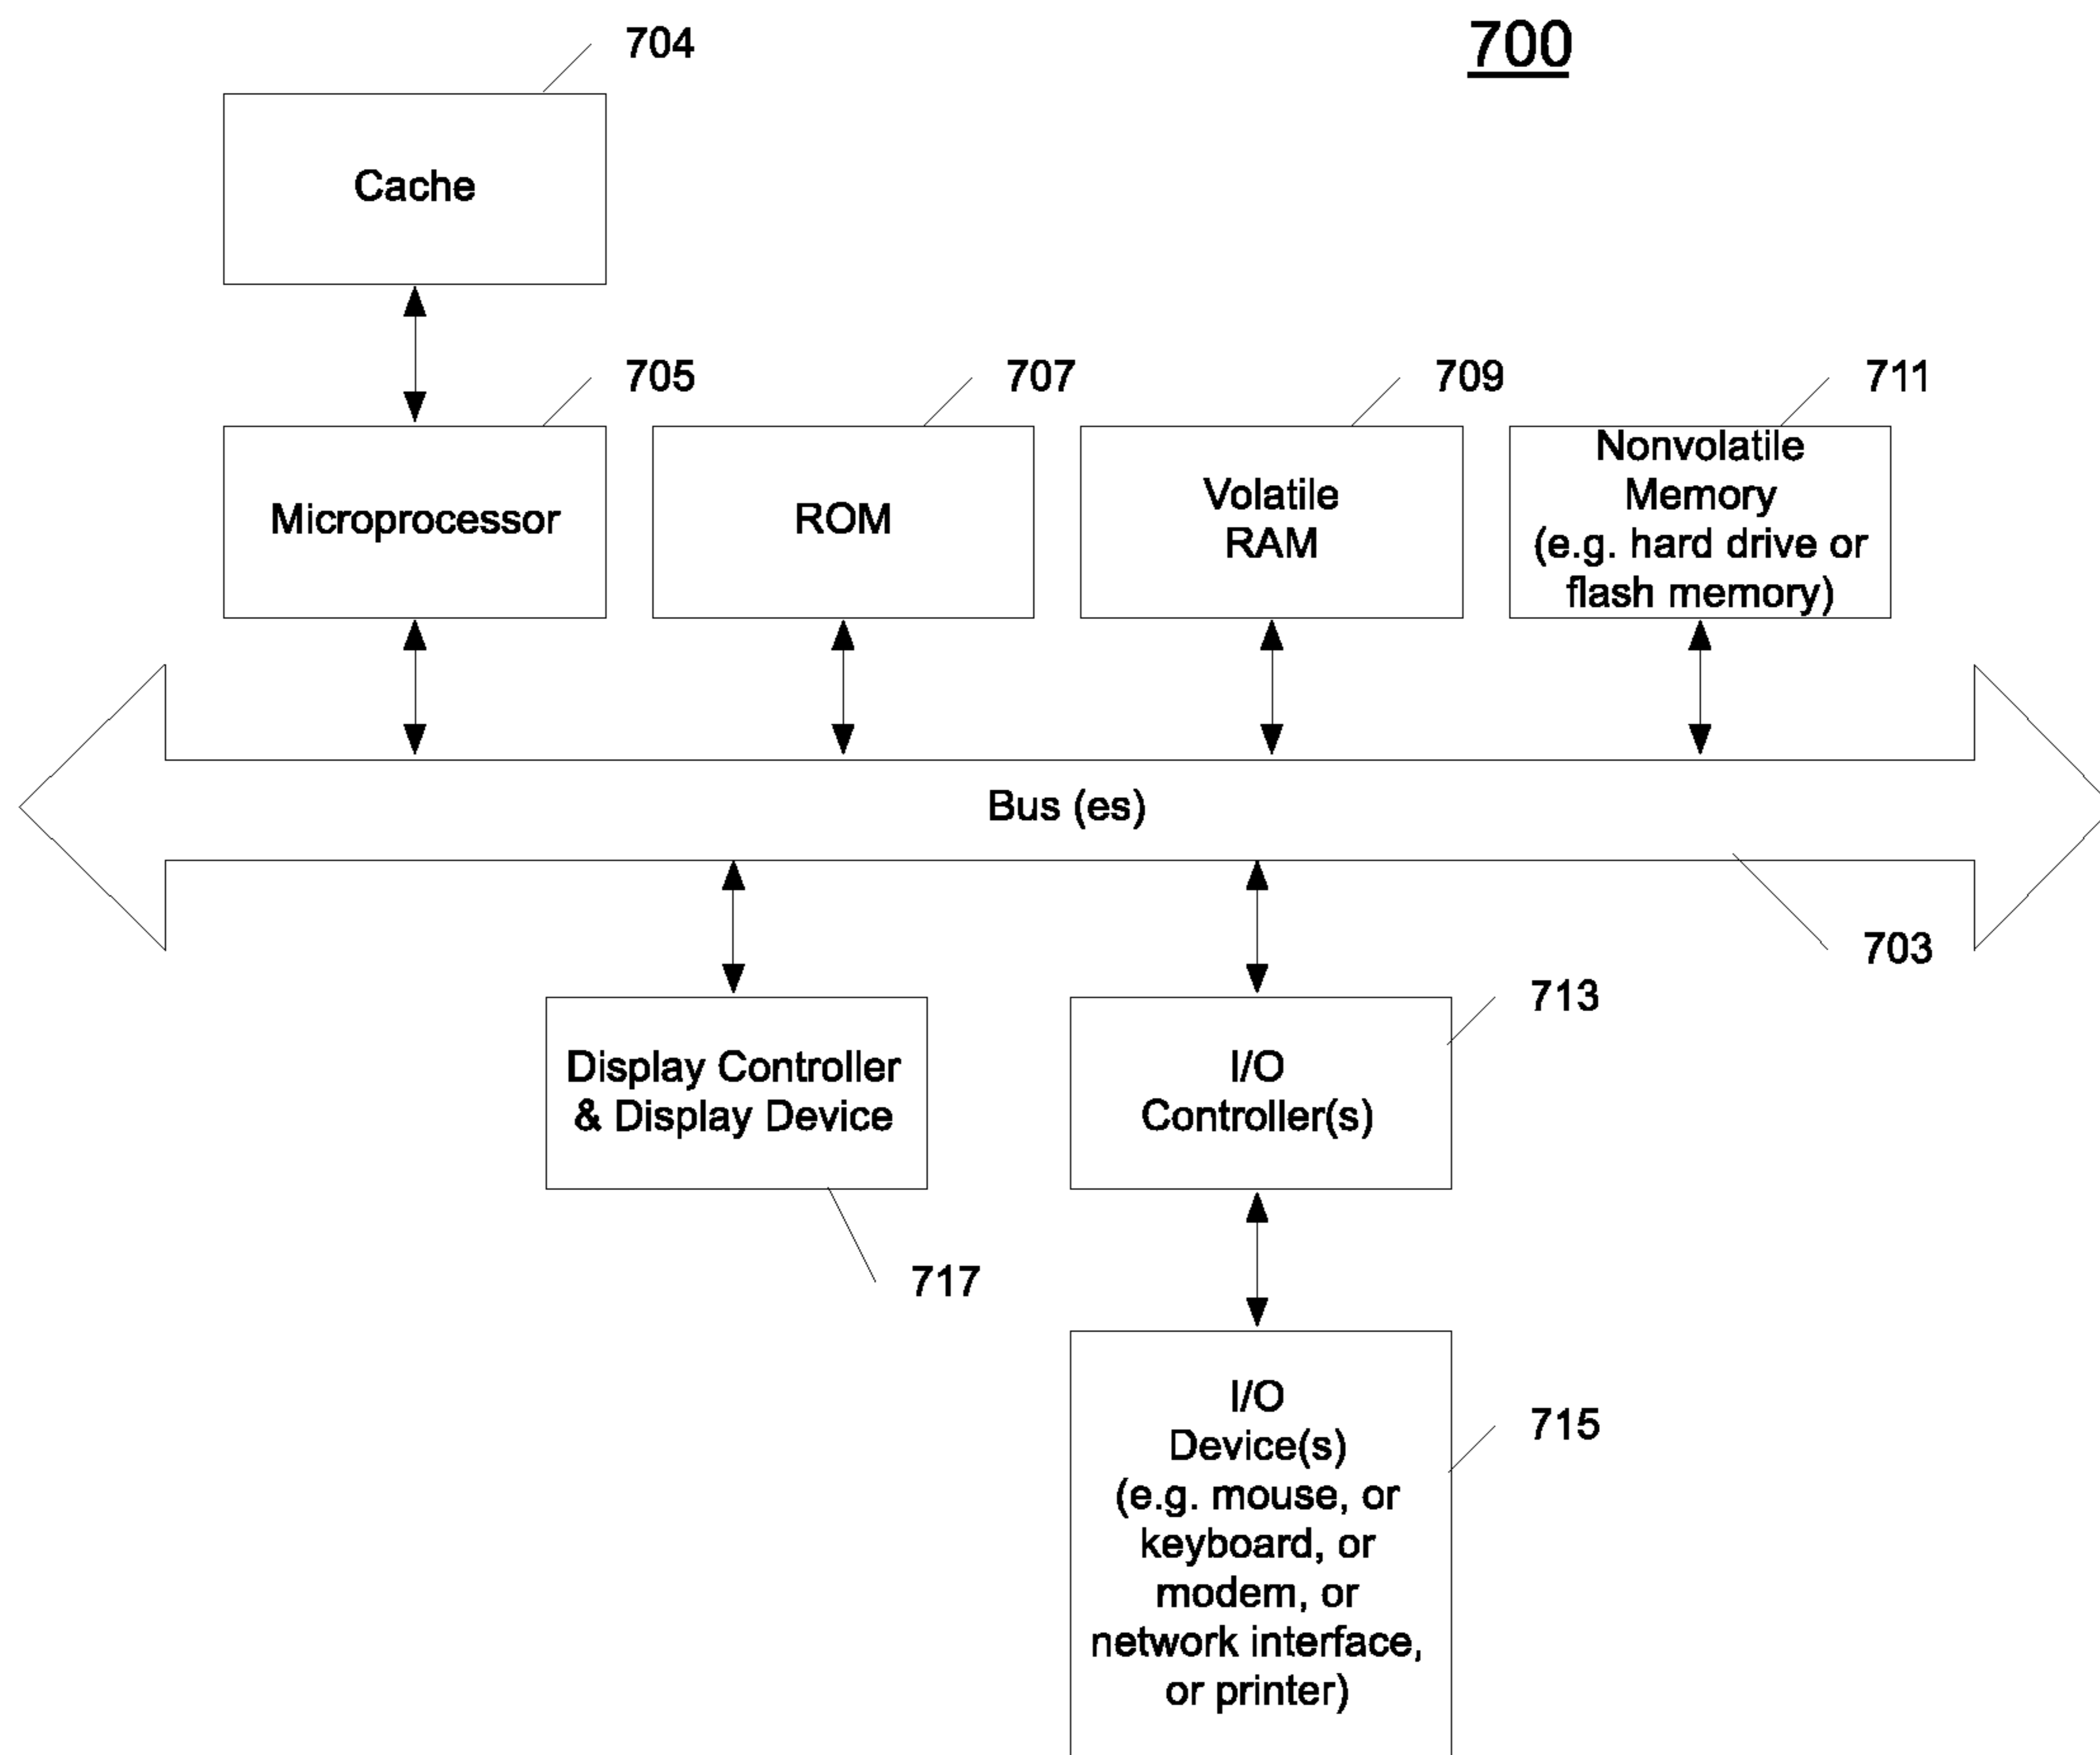 700
704
Cache
705
707
709
711
Microprocessor
ROM
Volatile
RAM
Nonvolatile
Memory
(e.g. hard drive or
flash memory)
Bus (es)
703
Display Controller
& Display Device
717
I/O
Controller(s)
713
I/O
Device(s)
(e.g. mouse, or
keyboard, or
modem, or
network interface,
or printer)
715